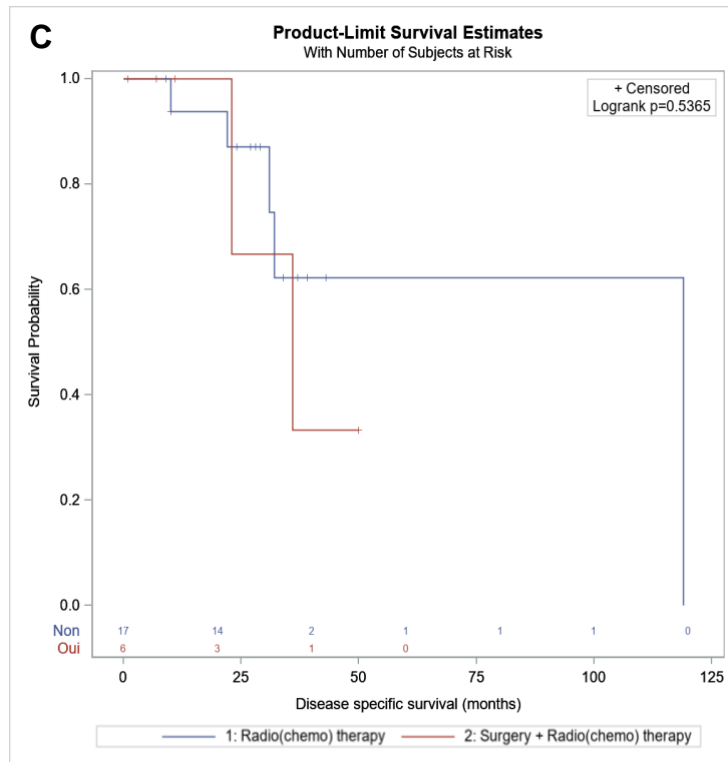 C
Product-Limit Survival Estimates
With Number of Subjects at Risk
+ Censored
Logrank p=0.5365
1.0
0.8
0.6
0.4
0.2
0.0
Survival Probability
Non 17 14 2 1 1 1 0
Oui 6 3 1 0
0 25 50 75 100 125
Disease specific survival (months)
1: Radio(chemo) therapy 2: Surgery + Radio(chemo) therapy